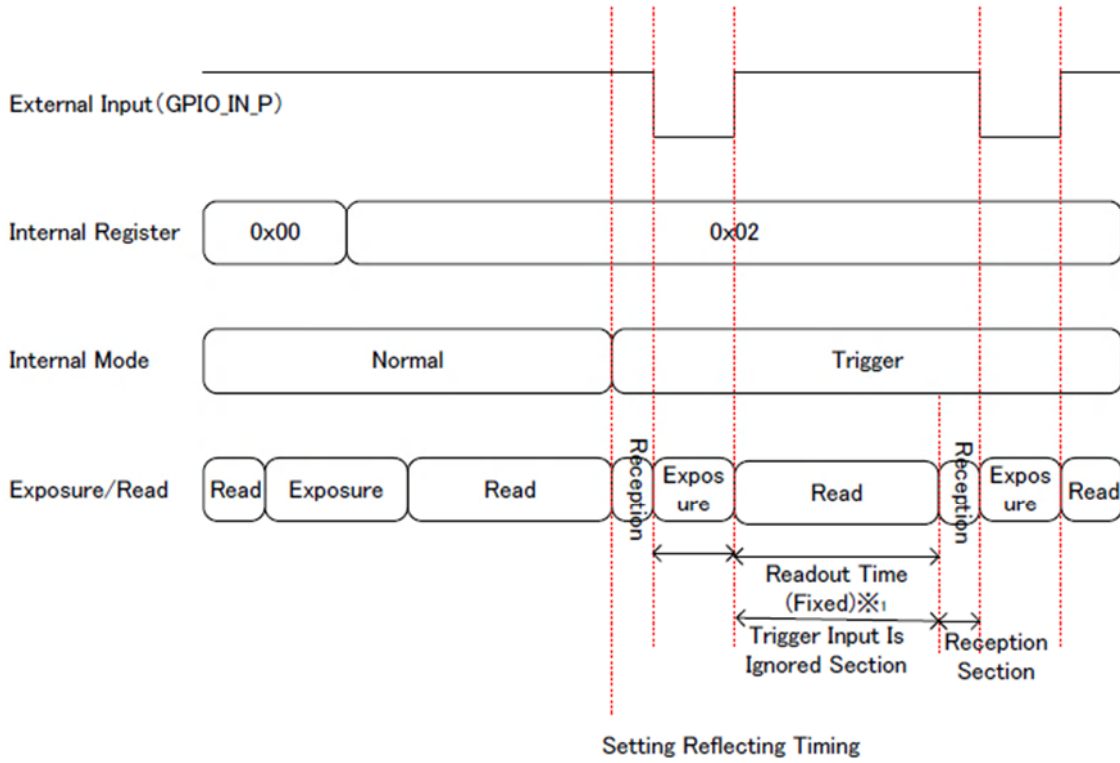 External Input(GPIO_IN_P)
Internal Register
0x00
0x02
Internal Mode
Normal
Trigger
Exposure/Read
Read
Exposure
Read
Reception
Expos
ure
Read
Reception
Expos
ure
Read
Readout Time
(Fixed)※1
Trigger Input Is
Ignored Section
Reception
Section
Setting Reflecting Timing